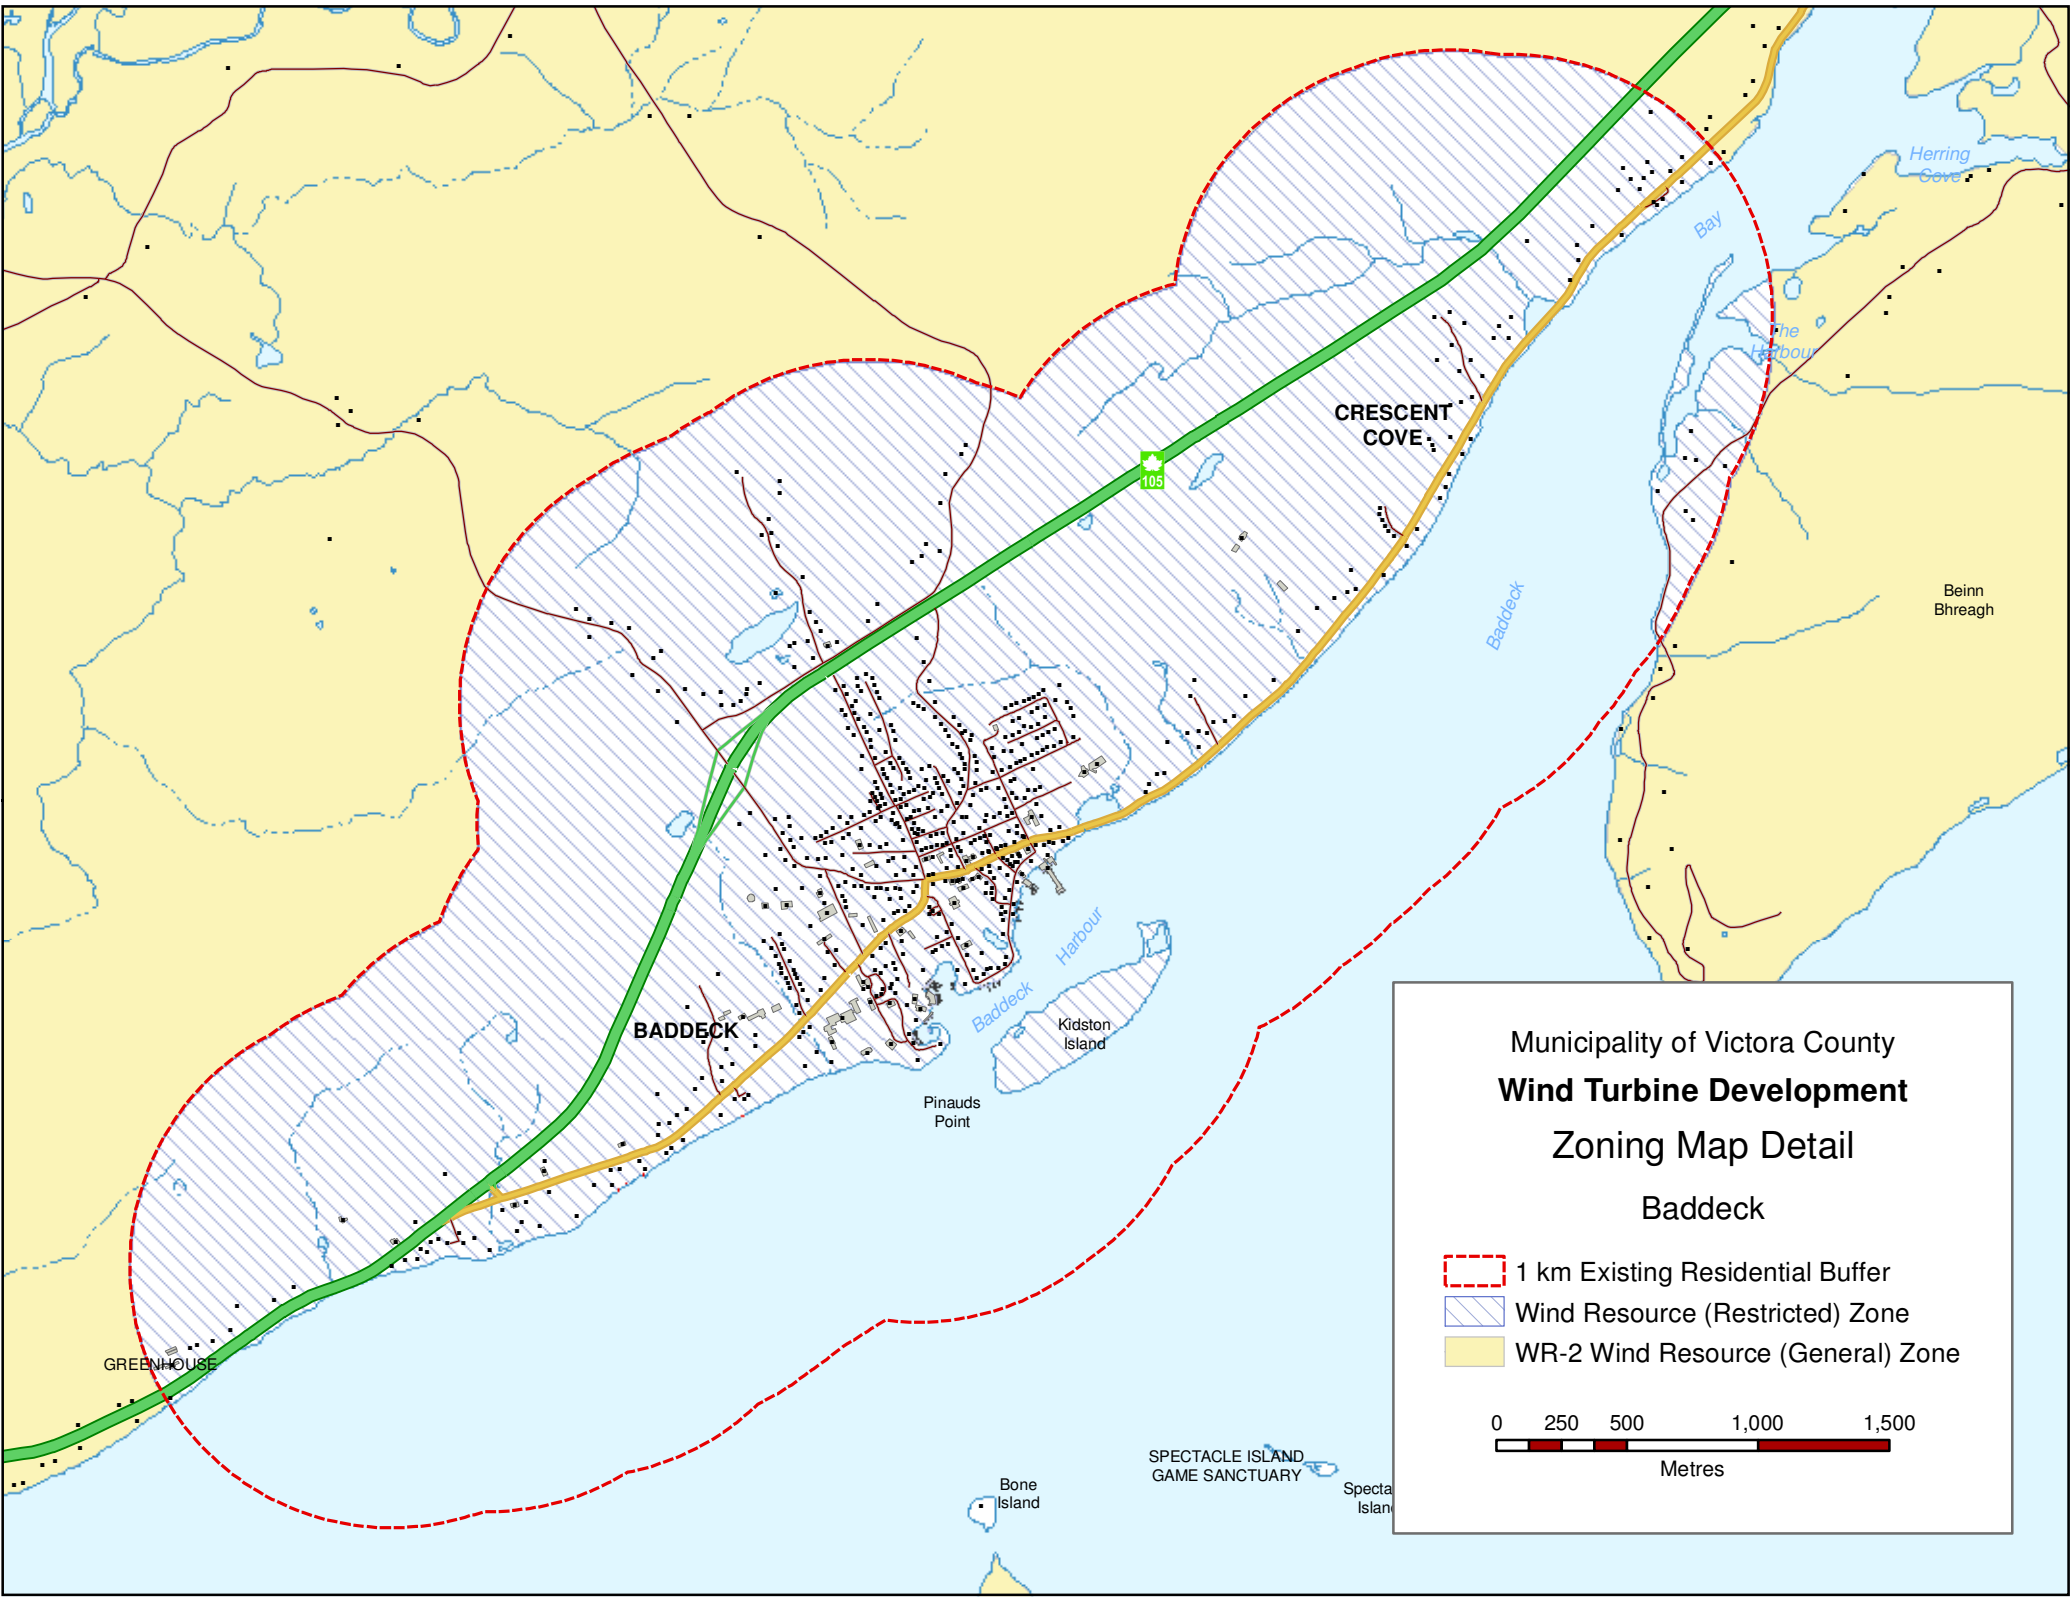 Herring
Cove
Bay
The
Harbour
CRESCENT
COVE
105
Beinn
Bhreagh
Baddeck
Harbour
Baddeck
BADDECK
Kidston
Island
Pinauds
Point
GREENHOUSE
SPECTACLE ISLAND
GAME SANCTUARY
Bone
Island
Specta
Islan
Municipality of Victora County
Wind Turbine Development
Zoning Map Detail
Baddeck
1 km Existing Residential Buffer
Wind Resource (Restricted) Zone
WR-2 Wind Resource (General) Zone
0 250 500 1,000 1,500
Metres